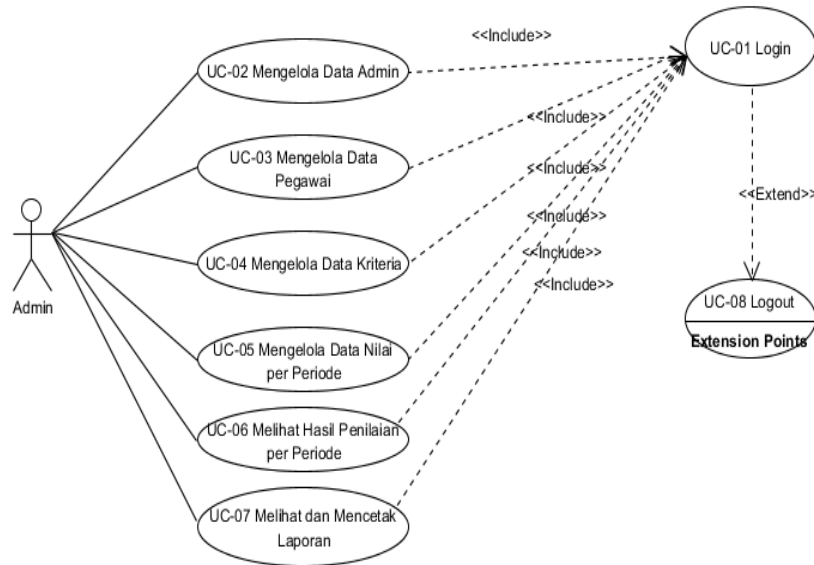 <<Include>>
UC-01 Login
UC-02 Mengelola Data Admin
<<Include>>
UC-03 Mengelola Data
Pegawai
<<Include>>
<<Extend>>
<<Include>>
UC-04 Mengelola Data Kriteria
<<Include>>
<<Include>>
Admin
UC-08 Logout
Extension Points
UC-05 Mengelola Data Nilai
per Periode
UC-06 Melihat Hasil Penilaian
per Periode
UC-07 Melihat dan Mencetak
Laporan